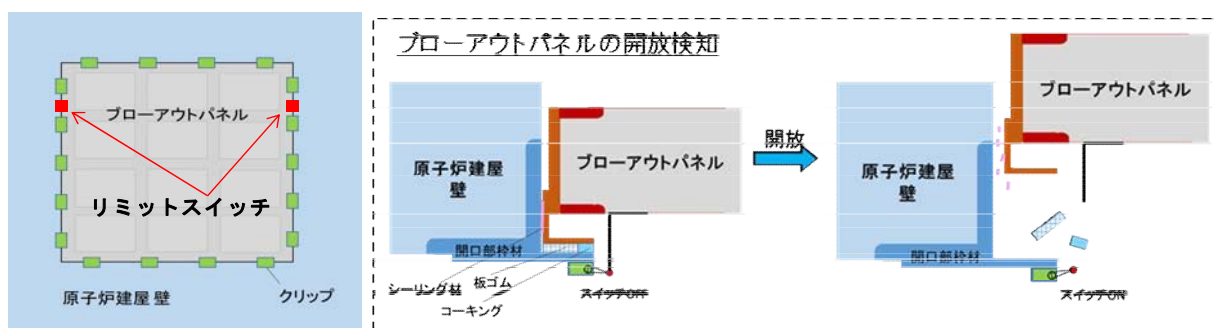 ブローアウトパネル
リミットスイッチ
原子炉建屋 壁
クリップ
ブローアウトパネルの開放検知
原子炉建屋
壁
ブローアウトパネル
開口部枠材
シーリング材
板ゴム
コーキング
スイッチOFF
開放
ブローアウトパネル
原子炉建屋
壁
開口部枠材
スイッチON